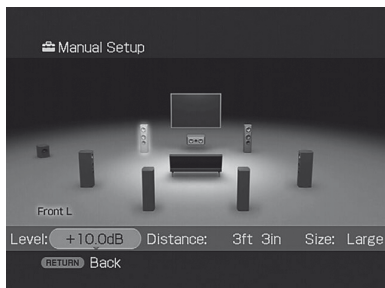 Manual Setup
Front L
Level: +10.0dB Distance: 3ft 3in Size: Large
RETURN Back